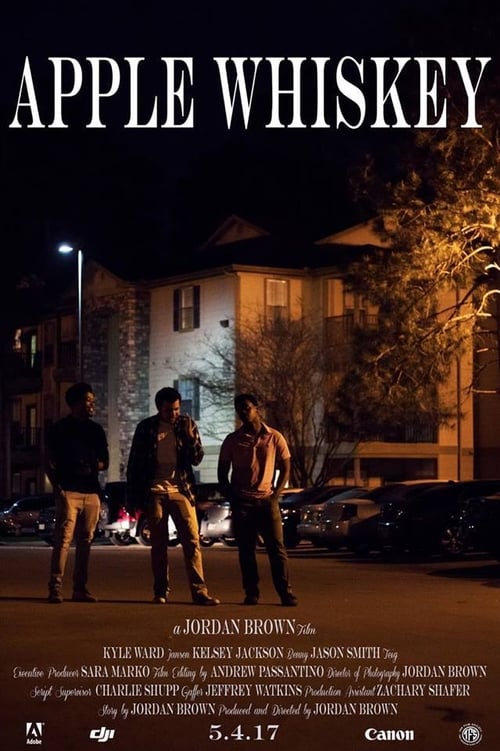 APPLE WHISKEY
a JORDAN BROWN Film
KYLE WARD Jansen KELSEY JACKSON Benny JASON SMITH Teig
Executive Producer SARA MARKO Film Editing by ANDREW PASSANTINO Director of Photography JORDAN BROWN
Script Supervisor CHARLIE SHUPP Gaffer JEFFREY WATKINS Production Assistant ZACHARY SHAFER
Story by JORDAN BROWN Produced and Directed by JORDAN BROWN
Adobe dji 5.4.17 Canon